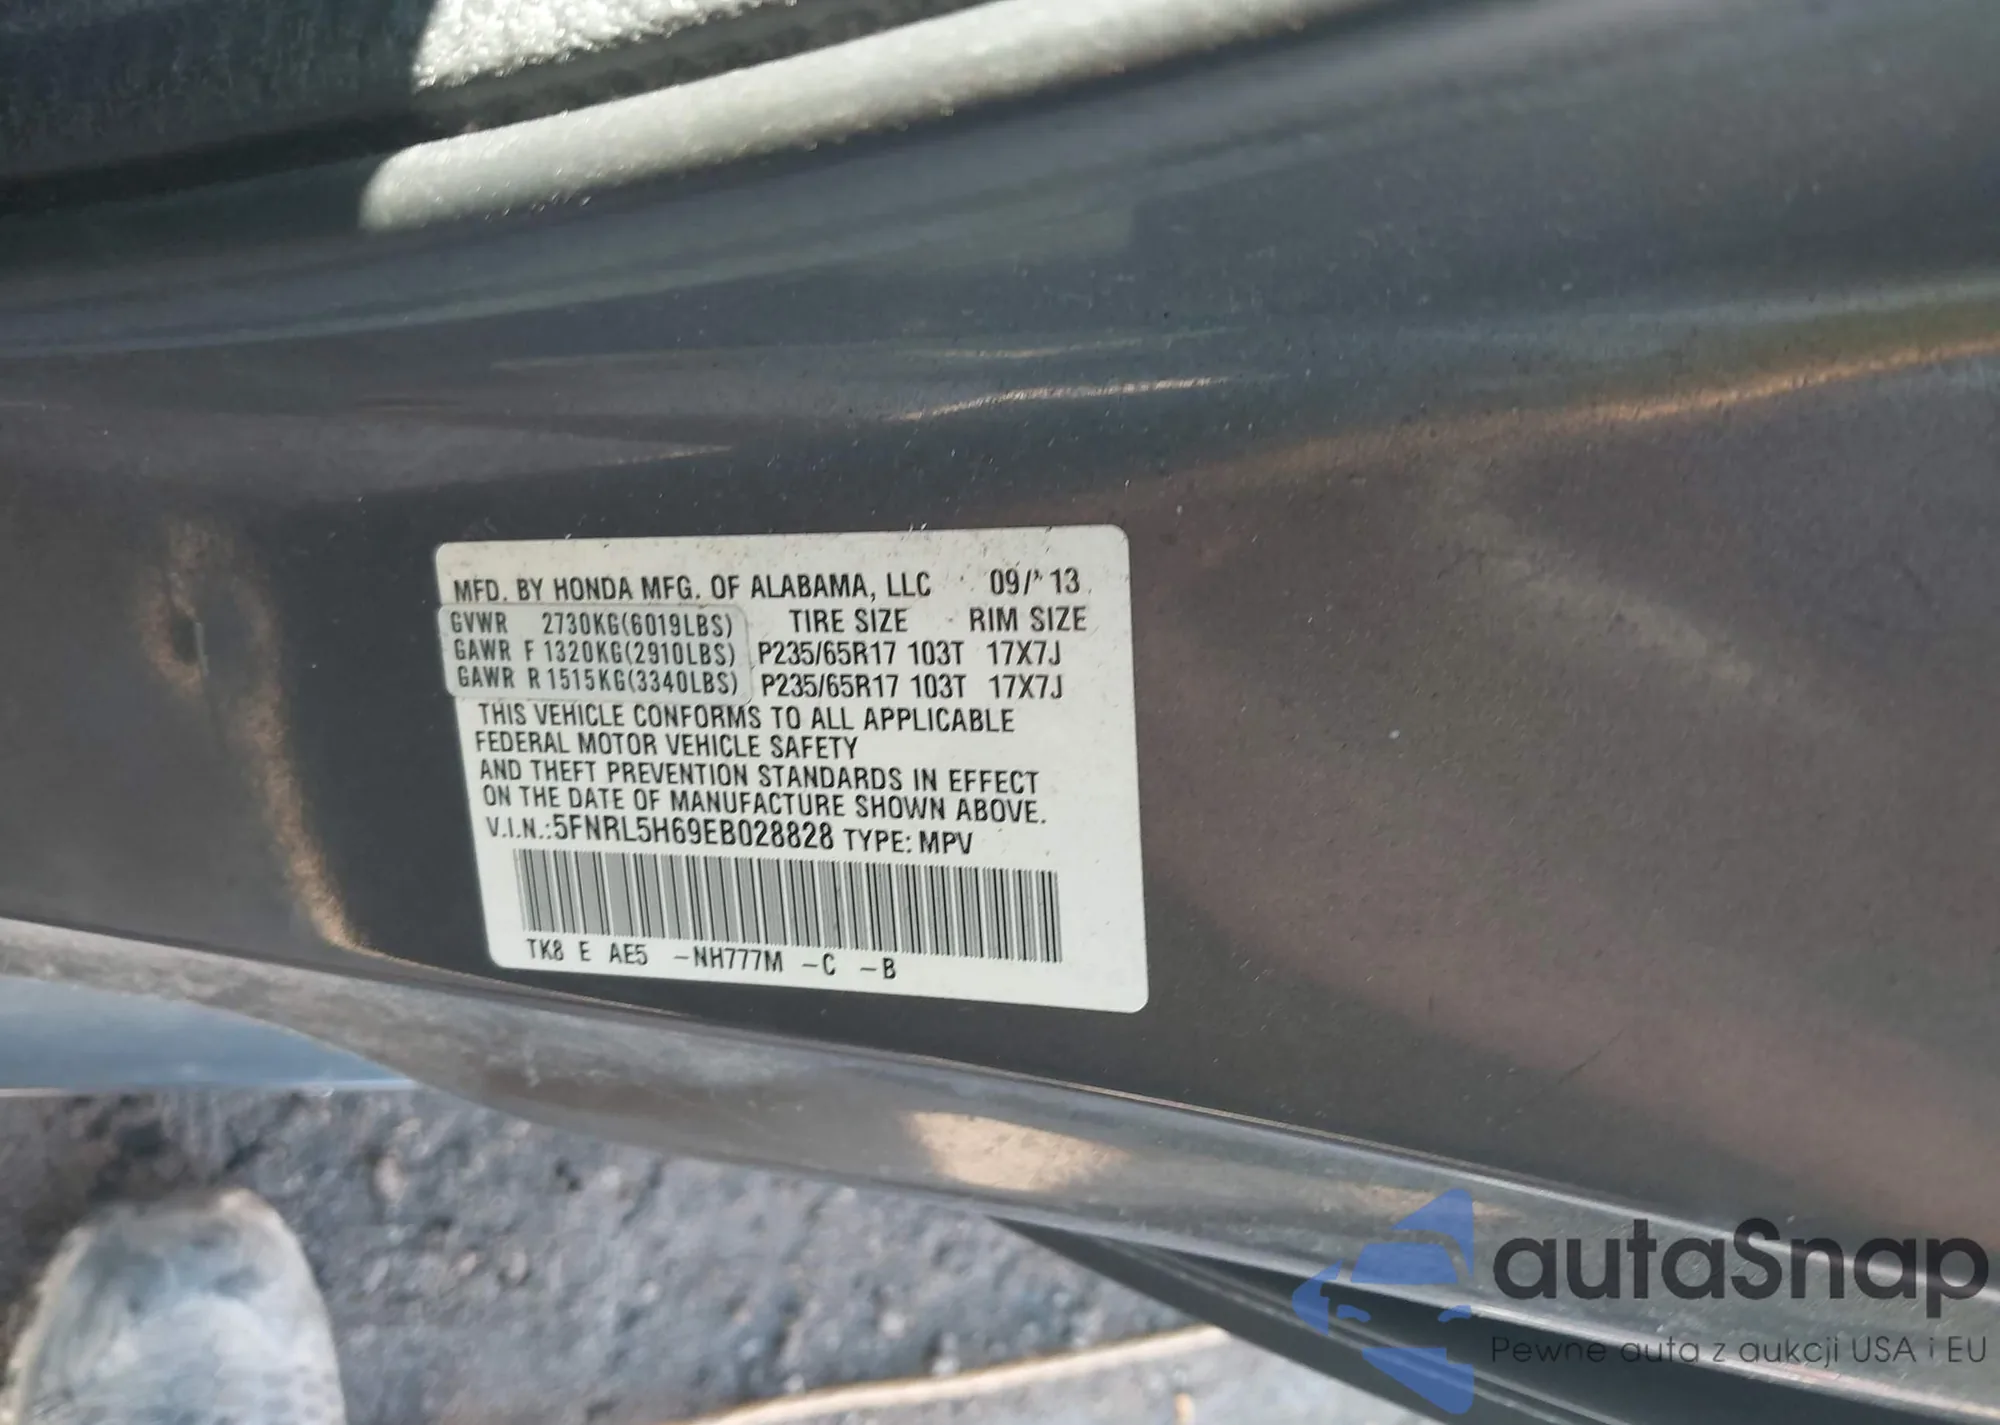 MFD. BY HONDA MFG. OF ALABAMA, LLC 09/'13
GVWR 2730KG(6019LBS) TIRE SIZE RIM SIZE
GAWR F 1320KG(2910LBS) P235/65R17 103T 17X7J
GAWR R 1515KG(3340LBS) P235/65R17 103T 17X7J
THIS VEHICLE CONFORMS TO ALL APPLICABLE
FEDERAL MOTOR VEHICLE SAFETY
AND THEFT PREVENTION STANDARDS IN EFFECT
ON THE DATE OF MANUFACTURE SHOWN ABOVE.
V.I.N.:5FNRL5H69EB028828 TYPE: MPV
TK8 E AE5 -NH777M -C -B
autaSnap
Pewne auta z aukcji USA i EU